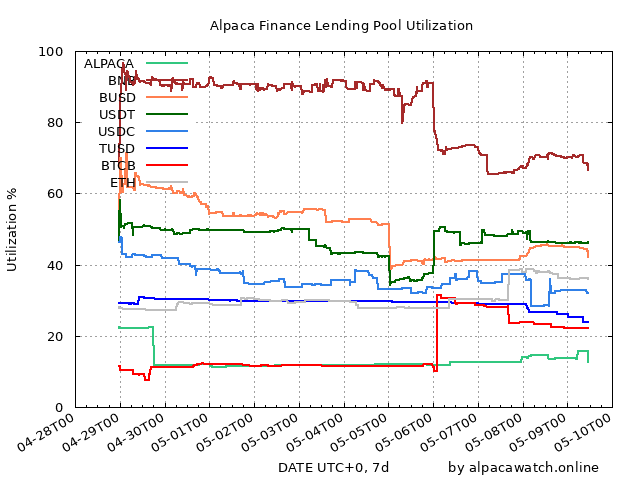 Alpaca Finance Lending Pool Utilization
100
80
60
40
20
0
Utilization %
ALPACA
BNB
BUSD
USDT
USDC
TUSD
BTCB
ETH
04-28T00
04-29T00
04-30T00
05-01T00
05-02T00
05-03T00
05-04T00
05-05T00
05-06T00
05-07T00
05-08T00
05-09T00
05-10T00
DATE UTC+0, 7d
by alpacawatch.online